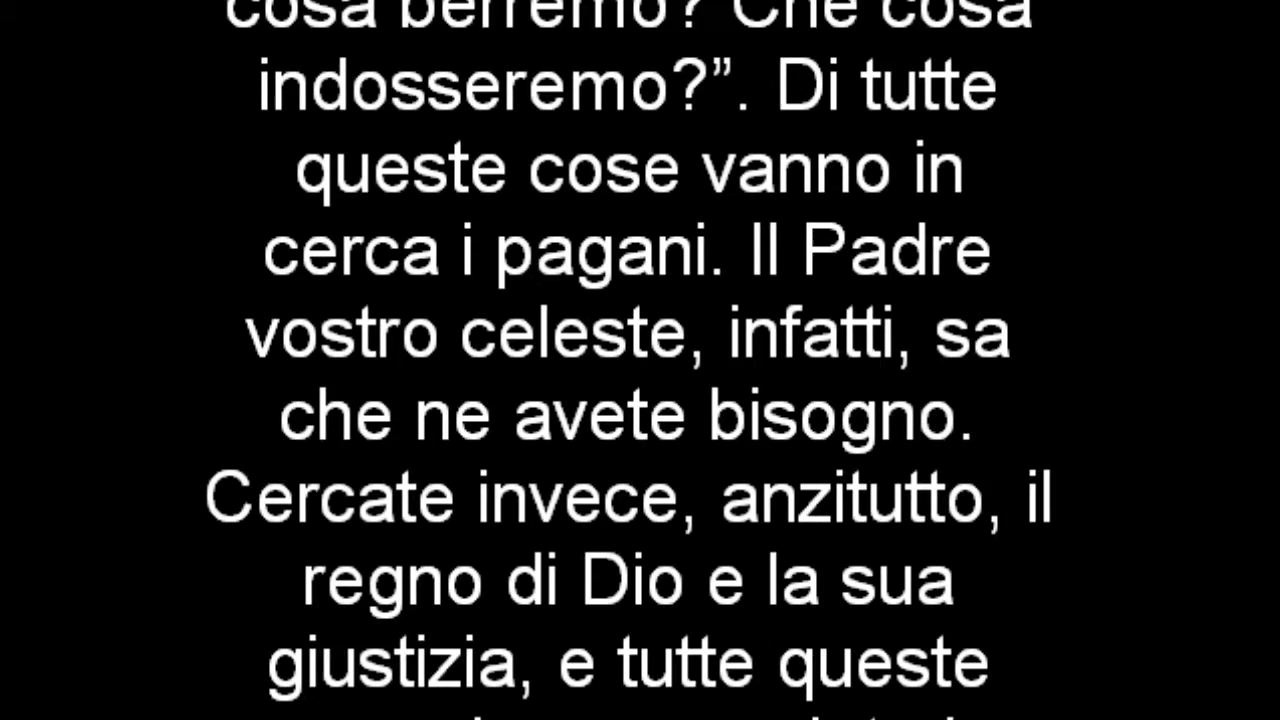 cosa berremo? Che cosa
indosseremo?”. Di tutte
queste cose vanno in
cerca i pagani. Il Padre
vostro celeste, infatti, sa
che ne avete bisogno.
Cercate invece, anzitutto, il
regno di Dio e la sua
giustizia, e tutte queste